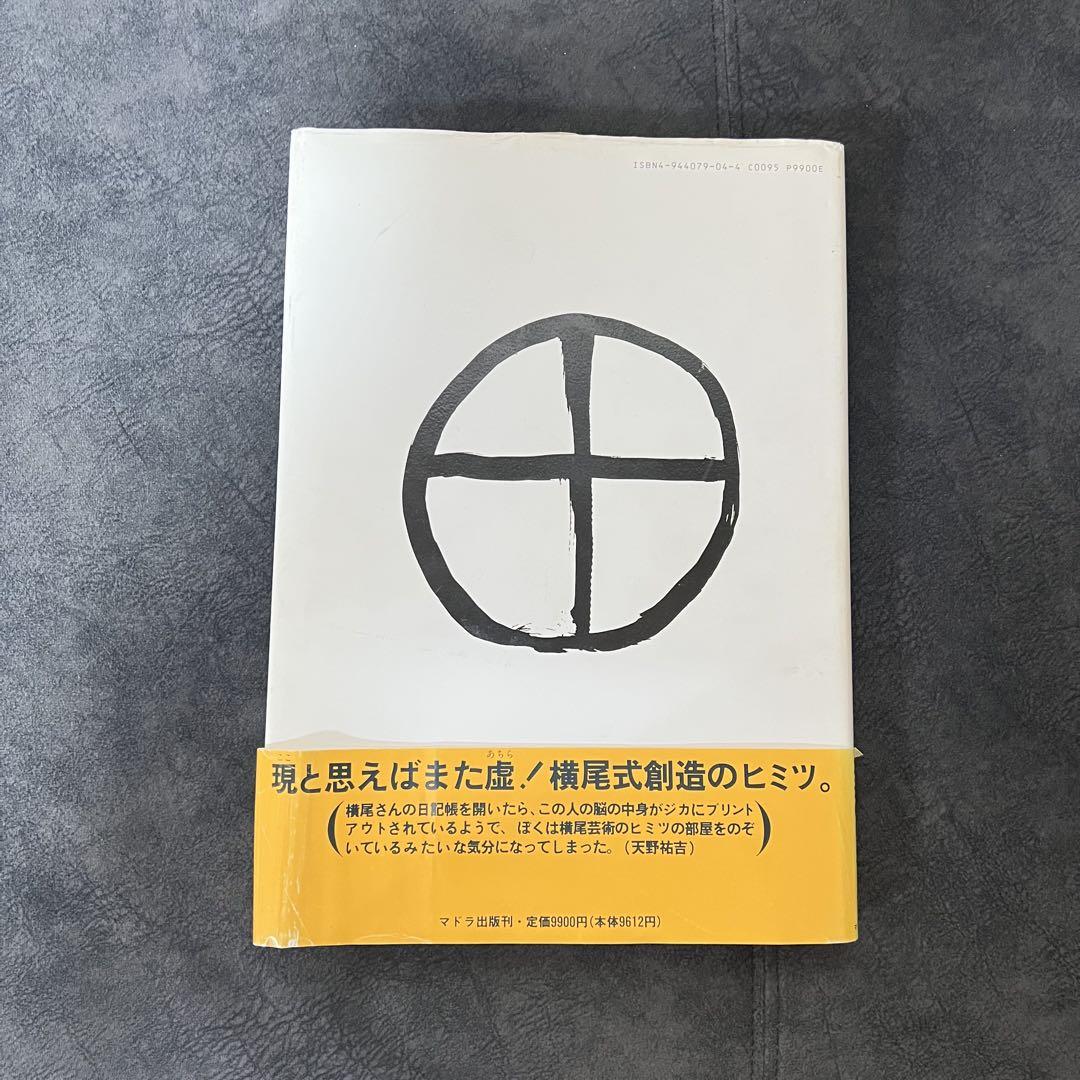 ISBN4-944079-04-4 C0095 P9900E
ここ あちら
現と思えばまた虚!横尾式創造のヒミツ。
(横尾さんの日記帳を開いたら、この人の脳の中身がジカにプリント
アウトされているようで、ぼくは横尾芸術のヒミツの部屋をのぞ
いているみたいな気分になってしまった。(天野祐吉))
マドラ出版刊・定価9900円(本体9612円)